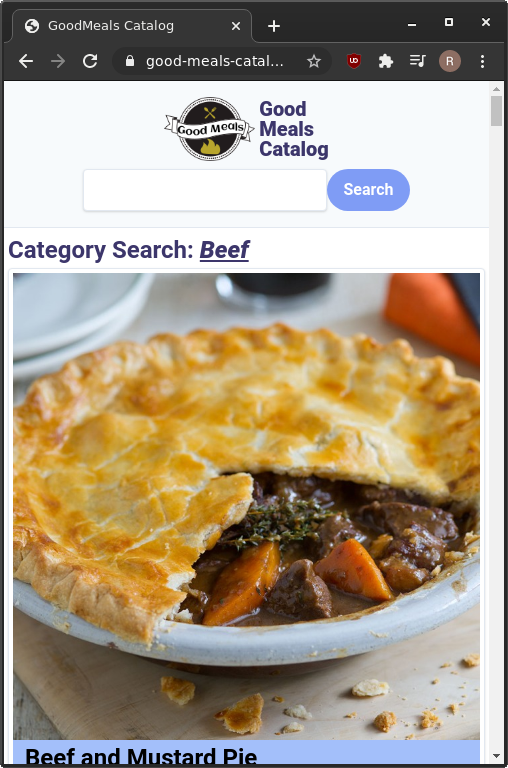 GoodMeals Catalog
good-meals-catal...
R
Good Meals
Good
Meals
Catalog
Search
Category Search: Beef
Beef and Mustard Pie